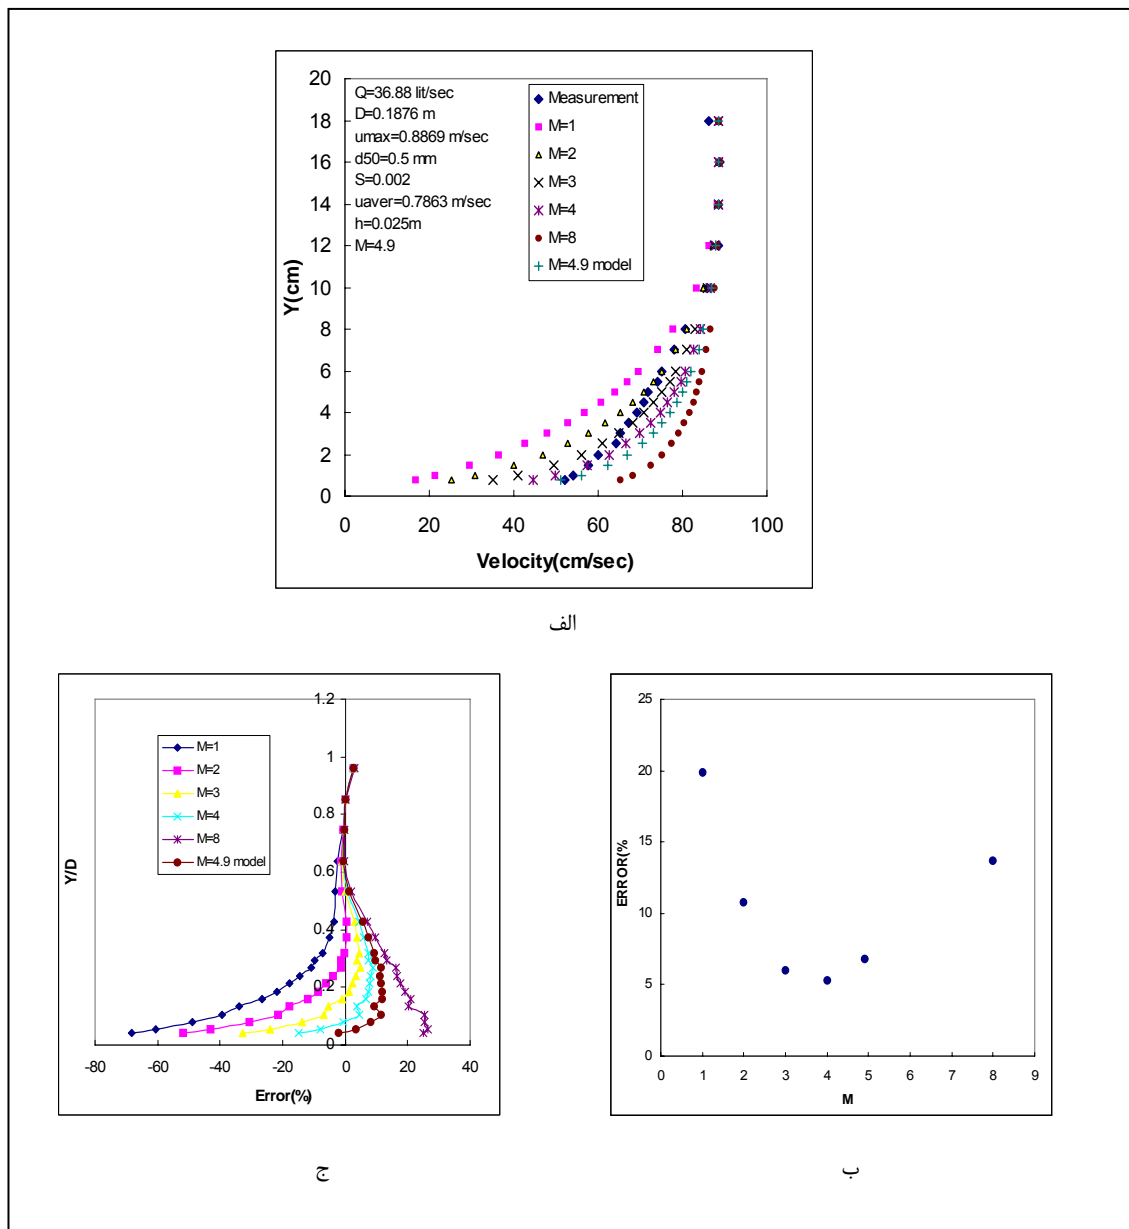 20
18
16
14
12
10
8
6
4
2
0
Y(cm)
Q=36.88 lit/sec
D=0.1876 m
umax=0.8869 m/sec
d50=0.5 mm
S=0.002
uaver=0.7863 m/sec
h=0.025m
M=4.9
Measurement
M=1
M=2
M=3
M=4
M=8
M=4.9 model
0 20 40 60 80 100
Velocity(cm/sec)
الف
Y/D
1.2
1
0.8
0.6
0.4
0.2
0
M=1
M=2
M=3
M=4
M=8
M=4.9 model
-80 -60 -40 -20 0 20 40
Error(%)
ج
ERROR(%
25
20
15
10
5
0
0 1 2 3 4 5 6 7 8 9
M
ب